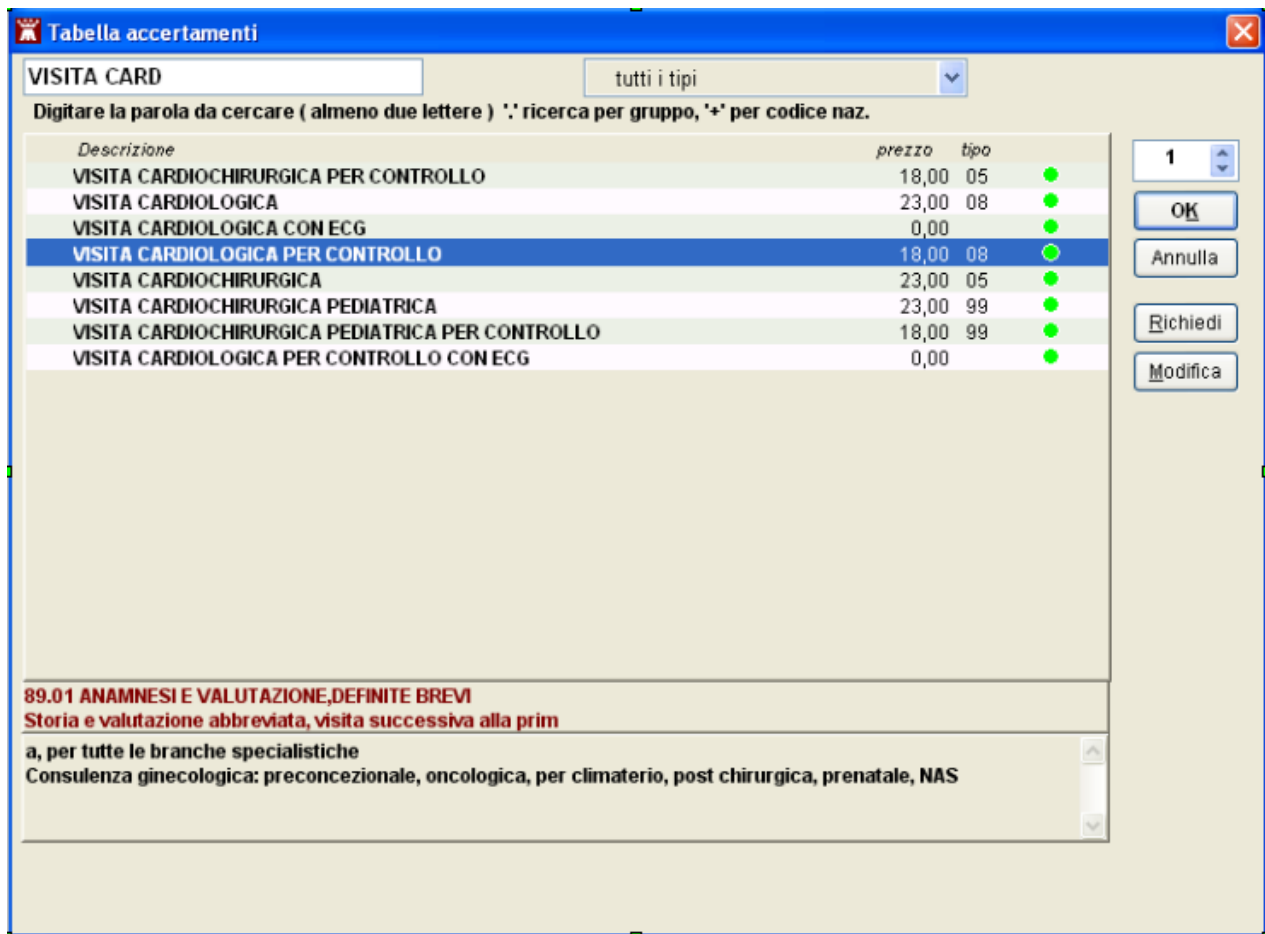 Tabella accertamenti
VISITA CARD
tutti i tipi
Digitare la parola da cercare ( almeno due lettere ) '.' ricerca per gruppo, '+' per codice naz.
Descrizione prezzo tipo
VISITA CARDIOCHIRURGICA PER CONTROLLO 18,00 05
VISITA CARDIOLOGICA 23,00 08
VISITA CARDIOLOGICA CON ECG 0,00
VISITA CARDIOLOGICA PER CONTROLLO 18,00 08
VISITA CARDIOCHIRURGICA 23,00 05
VISITA CARDIOCHIRURGICA PEDIATRICA 23,00 99
VISITA CARDIOCHIRURGICA PEDIATRICA PER CONTROLLO 18,00 99
VISITA CARDIOLOGICA PER CONTROLLO CON ECG 0,00
1
OK
Annulla
Richiedi
Modifica
89.01 ANAMNESI E VALUTAZIONE,DEFINITE BREVI
Storia e valutazione abbreviata, visita successiva alla prim
a, per tutte le branche specialistiche
Consulenza ginecologica: preconcezionale, oncologica, per climaterio, post chirurgica, prenatale, NAS